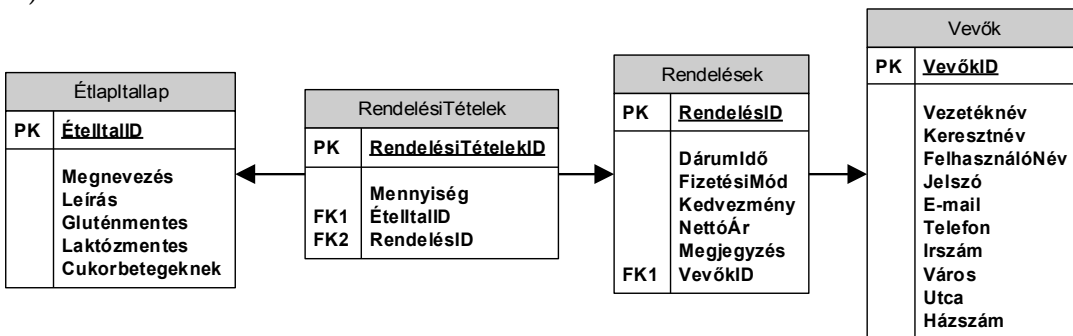 )
ÉtlapItallap
PK ÉtelItalID
Megnevezés
Leírás
Gluténmentes
Laktózmentes
Cukorbetegeknek
RendelésiTételek
PK RendelésiTételekID
Mennyiség
FK1 ÉtelItalID
FK2 RendelésID
Rendelések
PK RendelésID
DárumIdő
FizetésiMód
Kedvezmény
NettóÁr
Megjegyzés
FK1 VevőkID
Vevők
PK VevőkID
Vezetéknév
Keresztnév
FelhasználóNév
Jelszó
E-mail
Telefon
Irszám
Város
Utca
Házszám